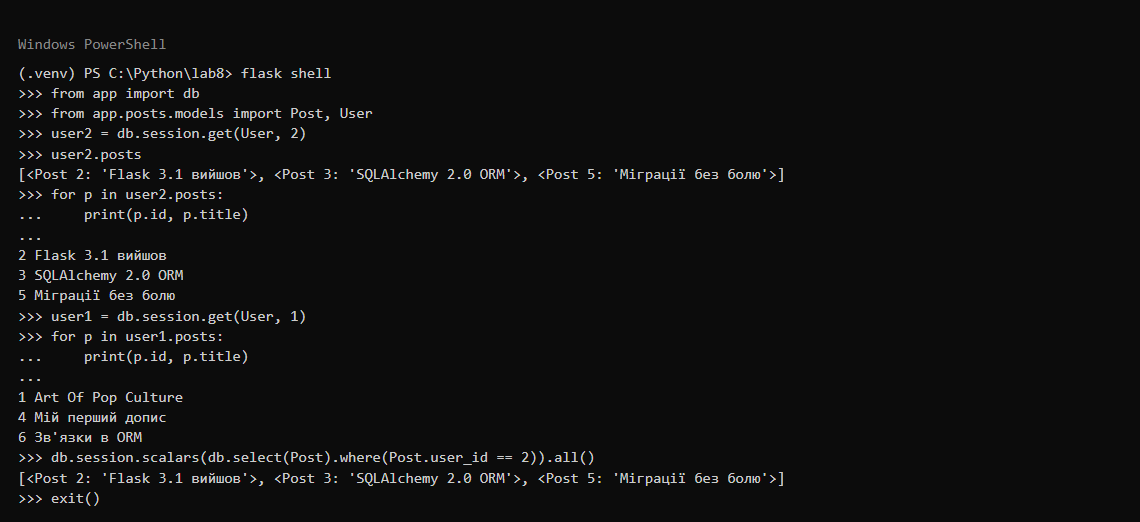 Windows PowerShell
(.venv) PS C:\Python\lab8> flask shell
>>> from app import db
>>> from app.posts.models import Post, User
>>> user2 = db.session.get(User, 2)
>>> user2.posts
[<Post 2: 'Flask 3.1 вийшов'>, <Post 3: 'SQLAlchemy 2.0 ORM'>, <Post 5: 'Міграції без болю'>]
>>> for p in user2.posts:
...     print(p.id, p.title)
...
2 Flask 3.1 вийшов
3 SQLAlchemy 2.0 ORM
5 Міграції без болю
>>> user1 = db.session.get(User, 1)
>>> for p in user1.posts:
...     print(p.id, p.title)
...
1 Art Of Pop Culture
4 Мій перший допис
6 Зв'язки в ORM
>>> db.session.scalars(db.select(Post).where(Post.user_id == 2)).all()
[<Post 2: 'Flask 3.1 вийшов'>, <Post 3: 'SQLAlchemy 2.0 ORM'>, <Post 5: 'Міграції без болю'>]
>>> exit()